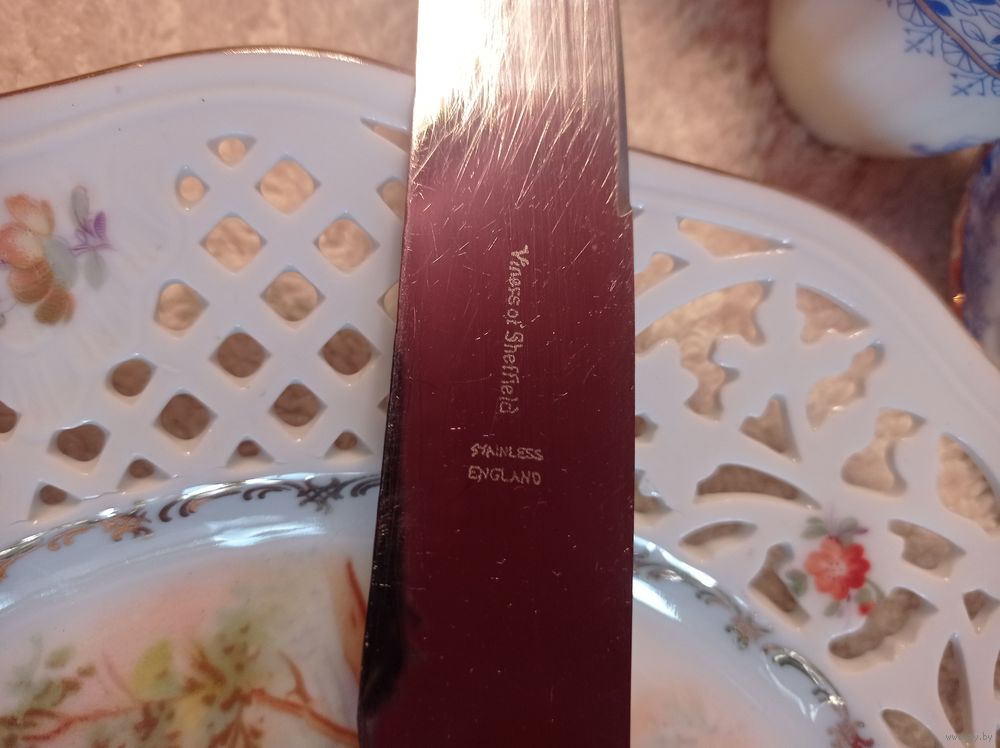 Viners of Sheffield
STAINLESS
ENGLAND